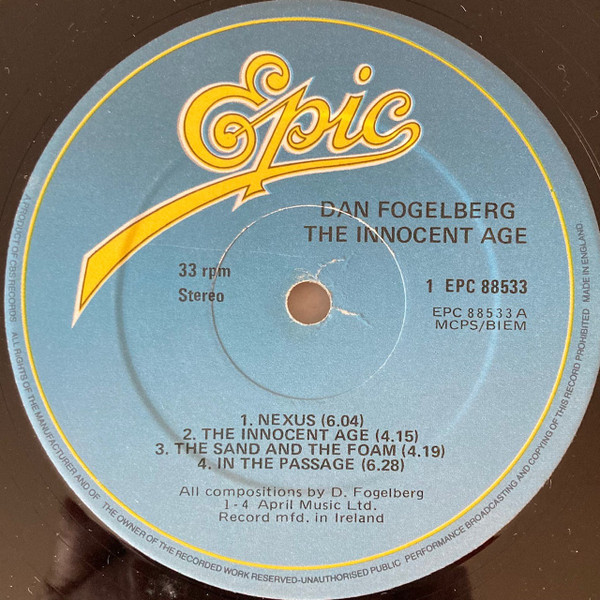 Epic
DAN FOGELBERG
THE INNOCENT AGE
33 rpm
Stereo
1 EPC 88533
EPC 88533 A
MCPS/BIEM
1. NEXUS (6.04)
2. THE INNOCENT AGE (4.15)
3. THE SAND AND THE FOAM (4.19)
4. IN THE PASSAGE (6.28)
All compositions by D. Fogelberg
1-4 April Music Ltd.
Record mfd. in Ireland
A PRODUCT OF CBS RECORDS ALL RIGHTS OF THE MANUFACTURER AND OF THE OWNER OF THE RECORDED WORK RESERVED-UNAUTHORISED PUBLIC PERFORMANCE BROADCASTING AND COPYING OF THIS RECORD PROHIBITED MADE IN ENGLAND